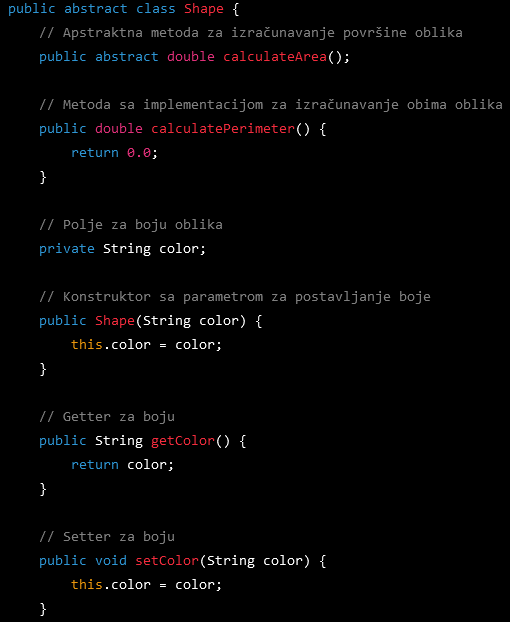 public abstract class Shape {
// Apstraktna metoda za izračunavanje površine oblika
public abstract double calculateArea();
// Metoda sa implementacijom za izračunavanje obima oblika
public double calculatePerimeter() {
return 0.0;
}
// Polje za boju oblika
private String color;
// Konstruktor sa parametrom za postavljanje boje
public Shape(String color) {
this.color = color;
}
// Getter za boju
public String getColor() {
return color;
}
// Setter za boju
public void setColor(String color) {
this.color = color;
}